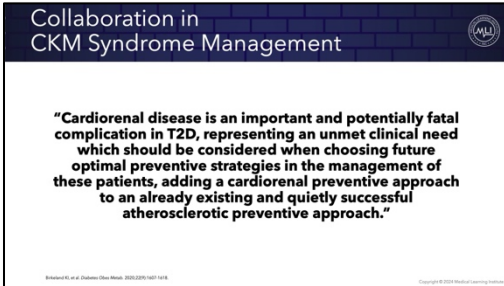 Collaboration in
CKM Syndrome Management
MLI
“Cardiorenal disease is an important and potentially fatal
complication in T2D, representing an unmet clinical need
which should be considered when choosing future
optimal preventive strategies in the management of
these patients, adding a cardiorenal preventive approach
to an already existing and quietly successful
atherosclerotic preventive approach.”
Birkeland KI, et al. Diabetes Obes Metab. 2020;22(9):1607-1618.
Copyright © 2024 Medical Learning Institute